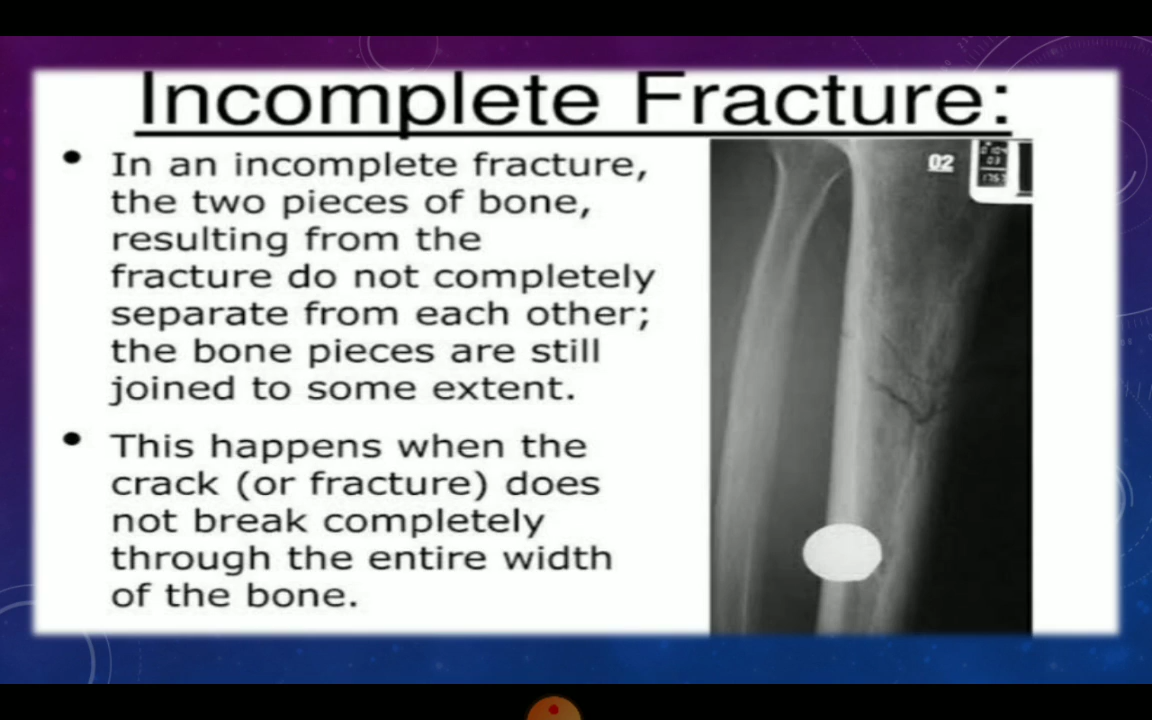 Incomplete Fracture:
• In an incomplete fracture,
the two pieces of bone,
resulting from the
fracture do not completely
separate from each other;
the bone pieces are still
joined to some extent.
• This happens when the
crack (or fracture) does
not break completely
through the entire width
of the bone.
02
03